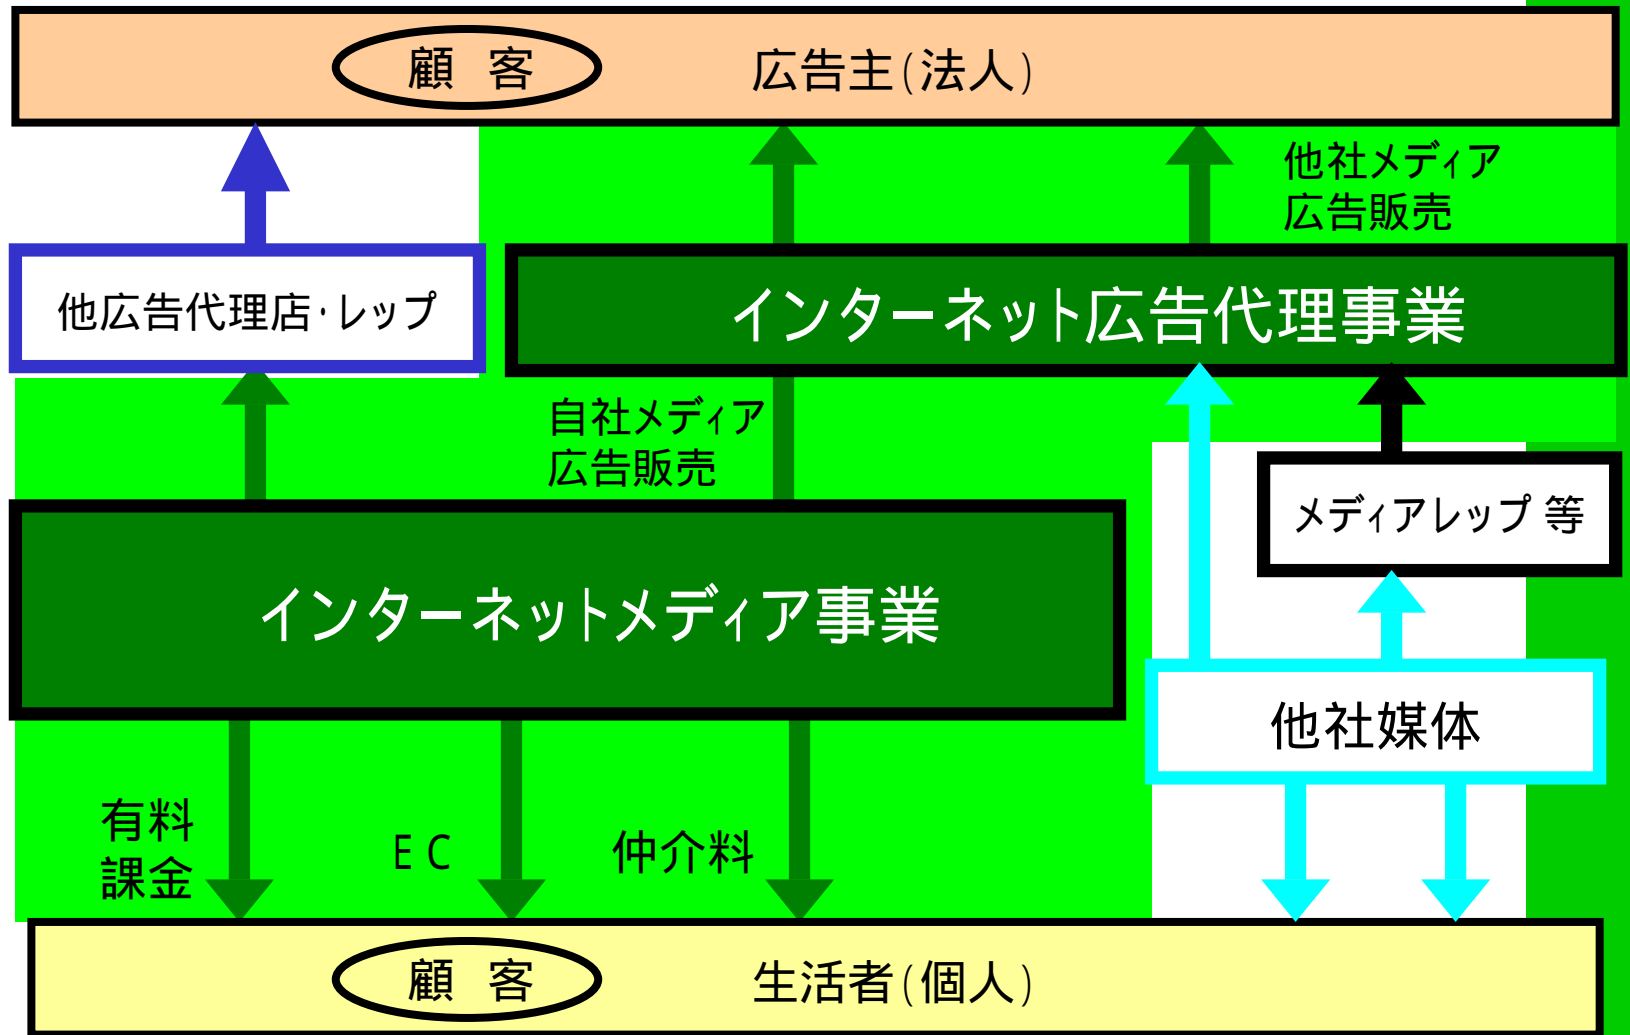 顧 客 広告主(法人)
他社メディア
広告販売
他広告代理店・レップ
インターネット広告代理事業
自社メディア
広告販売
メディアレップ 等
インターネットメディア事業
他社媒体
有料
課金
EC
仲介料
顧 客 生活者(個人)